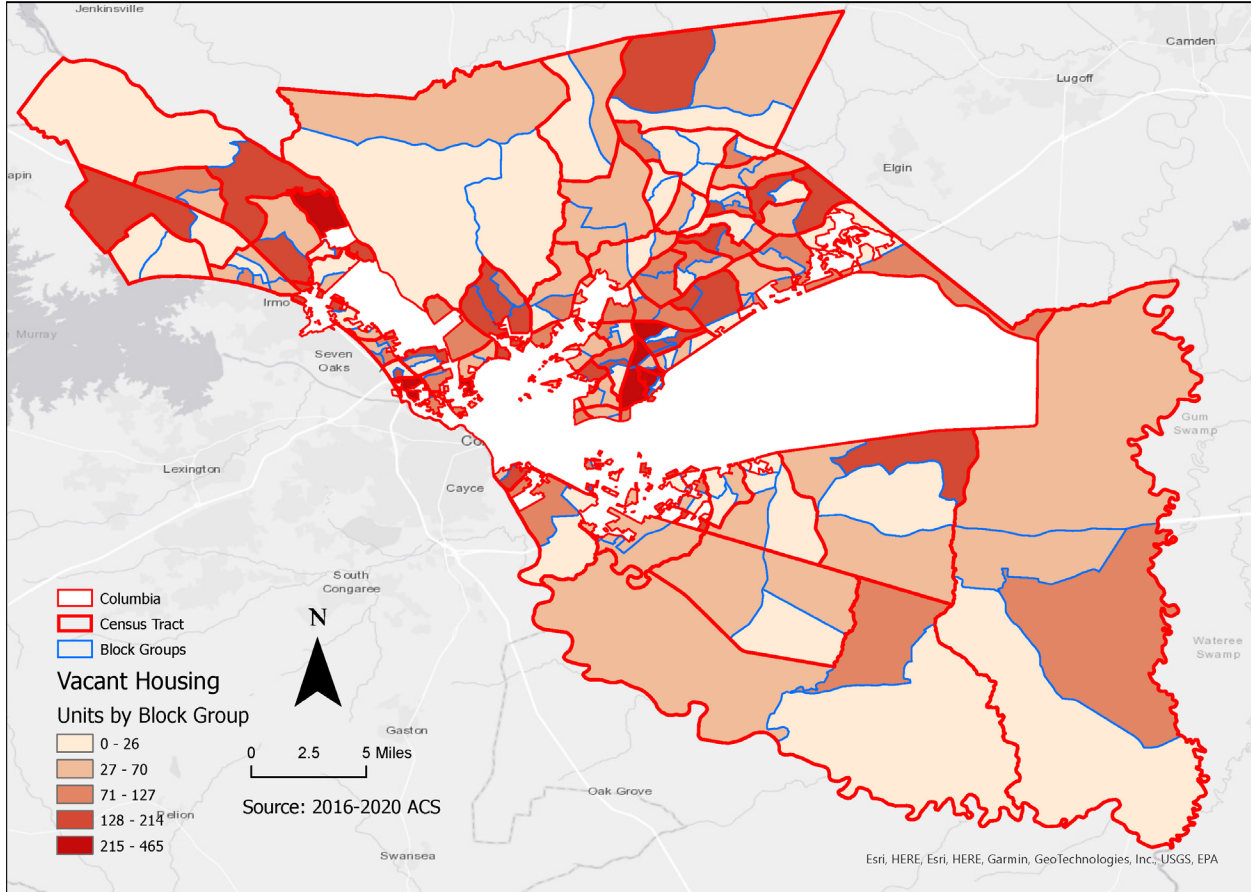 Jenkinsville
Camden
Lugoff
Elgin
apin
Irmo
Murray
Seven
Oaks
Gum
Swamp
Lexington
Cayce
South
Congaree
Wateree
Swamp
Columbia
Census Tract
Block Groups
N
Vacant Housing
Units by Block Group
0 - 26
27 - 70
71 - 127
128 - 214
215 - 465
0 2.5 5 Miles
Source: 2016-2020 ACS
Gaston
Oak Grove
Pelion
Swansea
Esri, HERE, Esri, HERE, Garmin, GeoTechnologies, Inc., USGS, EPA